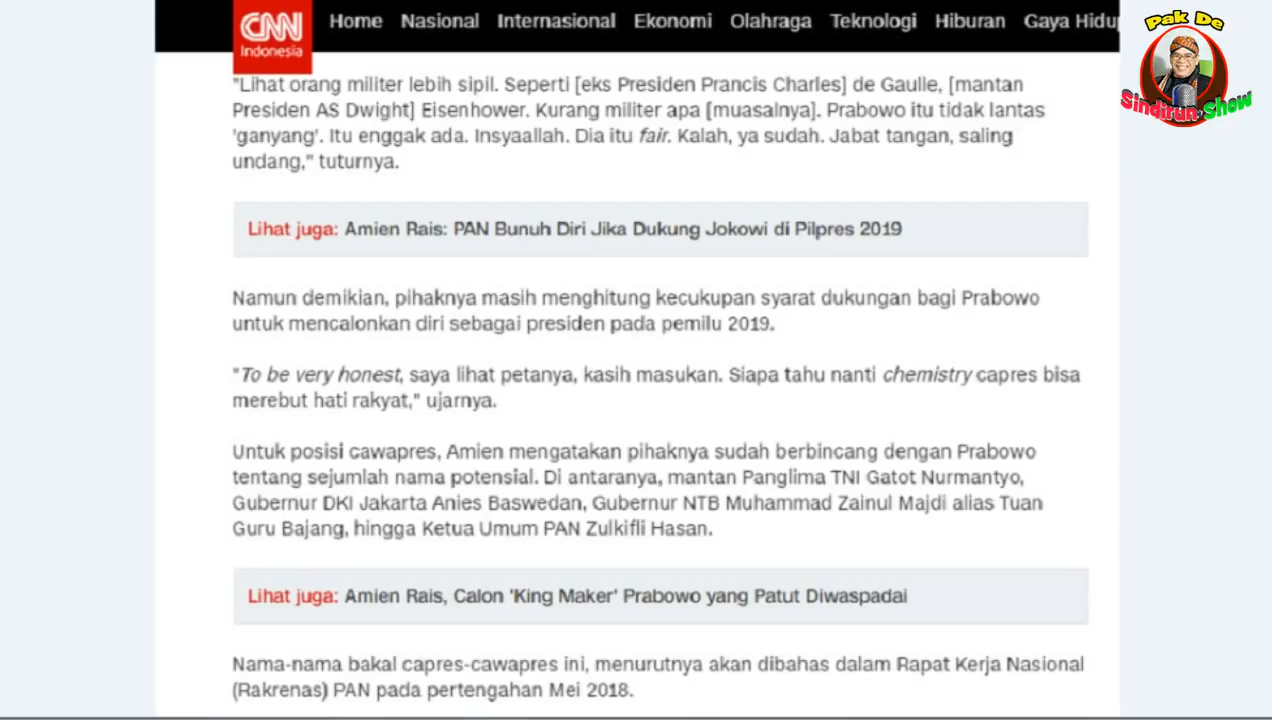 CNN Indonesia
Home Nasional Internasional Ekonomi Olahraga Teknologi Hiburan Gaya Hidup
Pak De
Sindirun Show
"Lihat orang militer lebih sipil. Seperti [eks Presiden Prancis Charles] de Gaulle, [mantan
Presiden AS Dwight] Eisenhower. Kurang militer apa [muasalnya]. Prabowo itu tidak lantas
'ganyang'. Itu enggak ada. Insyaallah. Dia itu fair. Kalah, ya sudah. Jabat tangan, saling
undang," tuturnya.
Lihat juga: Amien Rais: PAN Bunuh Diri Jika Dukung Jokowi di Pilpres 2019
Namun demikian, pihaknya masih menghitung kecukupan syarat dukungan bagi Prabowo
untuk mencalonkan diri sebagai presiden pada pemilu 2019.
"To be very honest, saya lihat petanya, kasih masukan. Siapa tahu nanti chemistry capres bisa
merebut hati rakyat," ujarnya.
Untuk posisi cawapres, Amien mengatakan pihaknya sudah berbincang dengan Prabowo
tentang sejumlah nama potensial. Di antaranya, mantan Panglima TNI Gatot Nurmantyo,
Gubernur DKI Jakarta Anies Baswedan, Gubernur NTB Muhammad Zainul Majdi alias Tuan
Guru Bajang, hingga Ketua Umum PAN Zulkifli Hasan.
Lihat juga: Amien Rais, Calon 'King Maker' Prabowo yang Patut Diwaspadai
Nama-nama bakal capres-cawapres ini, menurutnya akan dibahas dalam Rapat Kerja Nasional
(Rakrenas) PAN pada pertengahan Mei 2018.